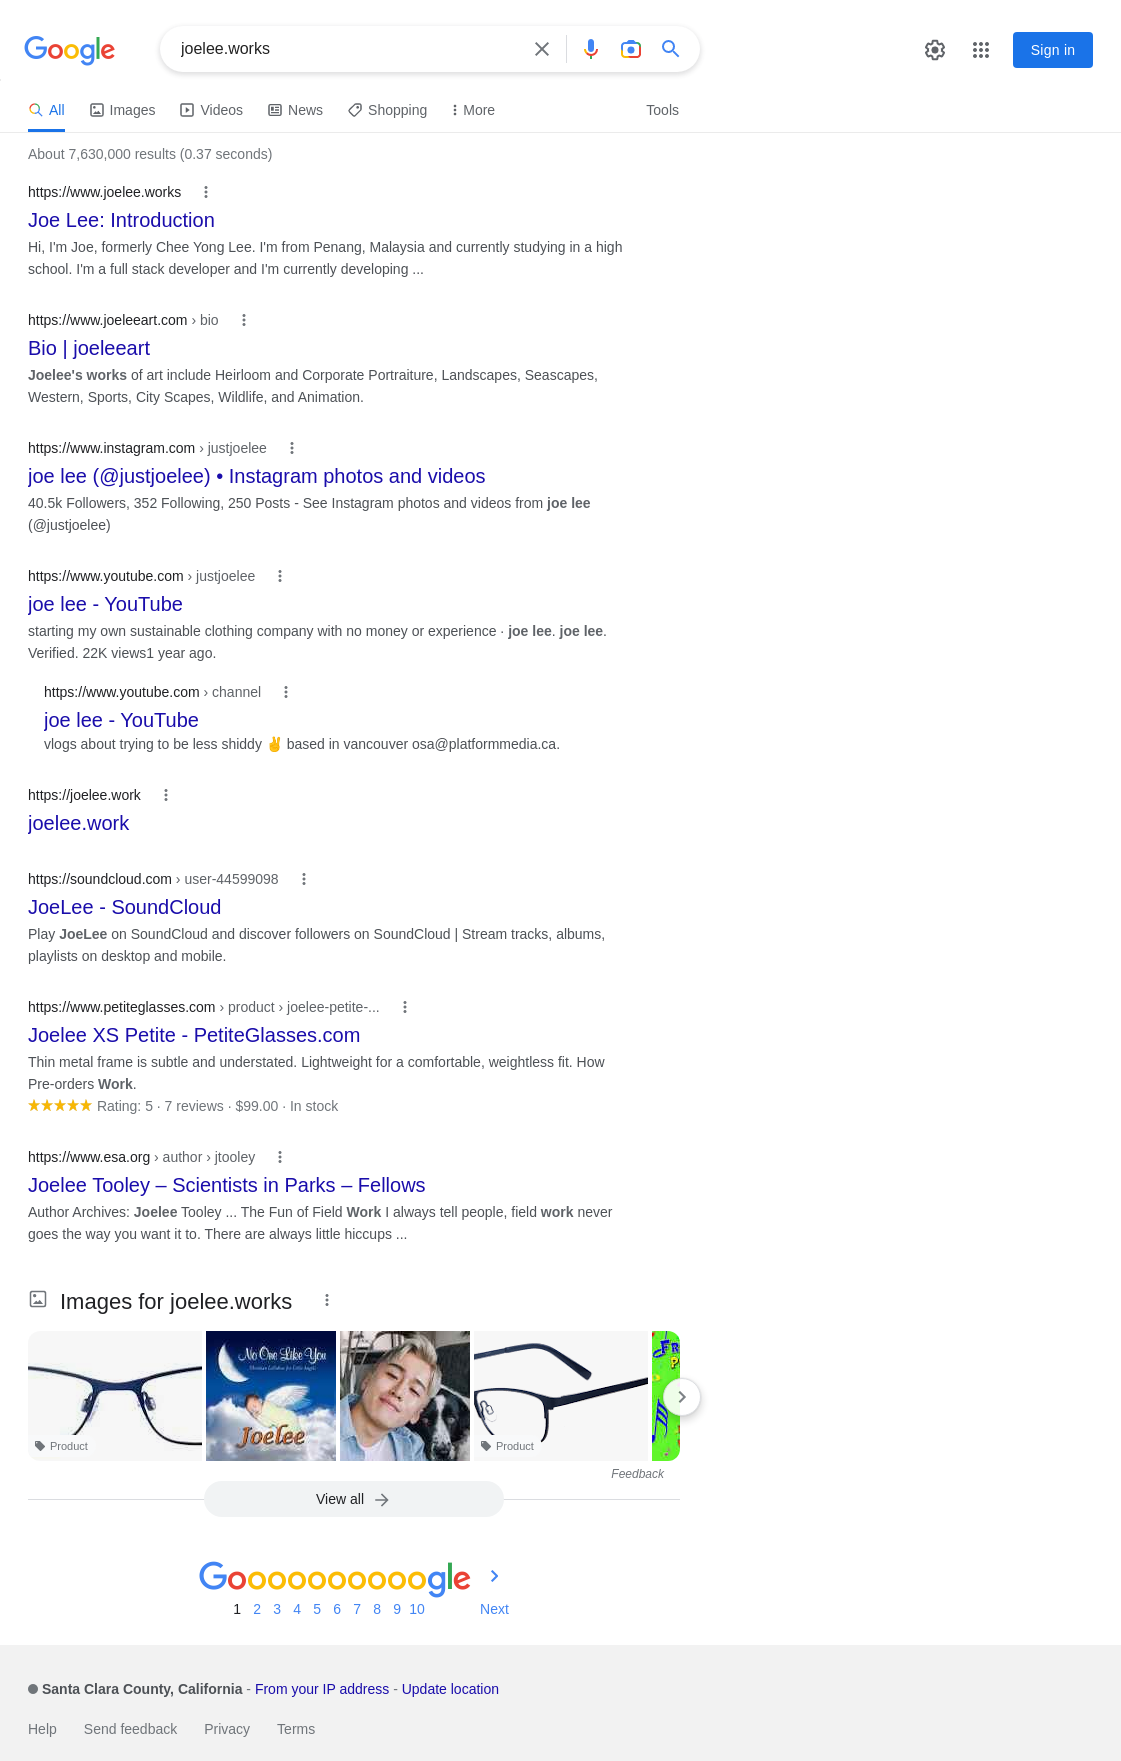 Google
joelee.works
Sign in
All Images Videos News Shopping More Tools
About 7,630,000 results (0.37 seconds)
https://www.joelee.works
Joe Lee: Introduction
Hi, I'm Joe, formerly Chee Yong Lee. I'm from Penang, Malaysia and currently studying in a high
school. I'm a full stack developer and I'm currently developing ...
https://www.joeleeart.com › bio
Bio | joeleeart
Joelee's works of art include Heirloom and Corporate Portraiture, Landscapes, Seascapes,
Western, Sports, City Scapes, Wildlife, and Animation.
https://www.instagram.com › justjoelee
joe lee (@justjoelee) • Instagram photos and videos
40.5k Followers, 352 Following, 250 Posts - See Instagram photos and videos from joe lee
(@justjoelee)
https://www.youtube.com › justjoelee
joe lee - YouTube
starting my own sustainable clothing company with no money or experience · joe lee. joe lee.
Verified. 22K views1 year ago.
https://www.youtube.com › channel
joe lee - YouTube
vlogs about trying to be less shiddy ✌️ based in vancouver osa@platformmedia.ca.
https://joelee.work
joelee.work
https://soundcloud.com › user-44599098
JoeLee - SoundCloud
Play JoeLee on SoundCloud and discover followers on SoundCloud | Stream tracks, albums,
playlists on desktop and mobile.
https://www.petiteglasses.com › product › joelee-petite-...
Joelee XS Petite - PetiteGlasses.com
Thin metal frame is subtle and understated. Lightweight for a comfortable, weightless fit. How
Pre-orders Work.
Rating: 5 · 7 reviews · $99.00 · In stock
https://www.esa.org › author › jtooley
Joelee Tooley – Scientists in Parks – Fellows
Author Archives: Joelee Tooley ... The Fun of Field Work I always tell people, field work never
goes the way you want it to. There are always little hiccups ...
Images for joelee.works
No One Like You
Joelee
Product
Product
Feedback
View all
Goooooooooogle
1 2 3 4 5 6 7 8 9 10 Next
Santa Clara County, California - From your IP address - Update location
Help Send feedback Privacy Terms